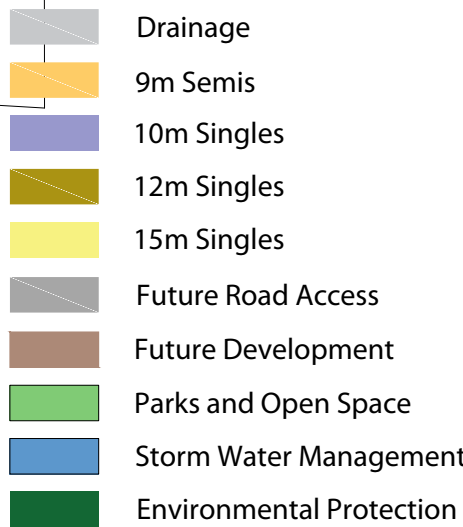 Drainage
9m Semis
10m Singles
12m Singles
15m Singles
Future Road Access
Future Development
Parks and Open Space
Storm Water Management
Environmental Protection